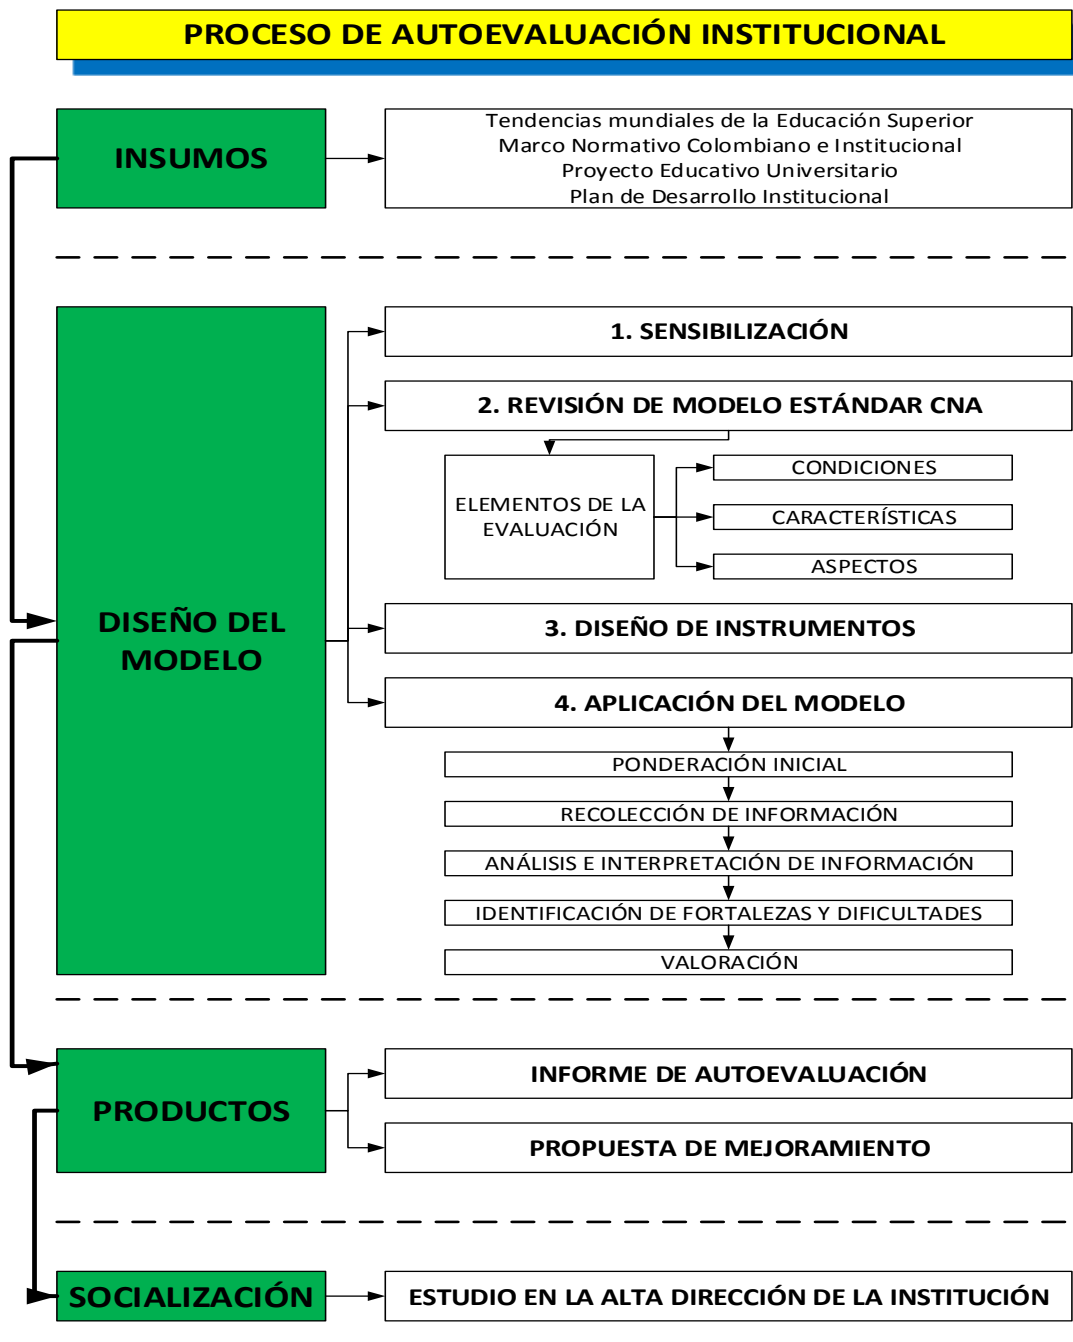 PROCESO DE AUTOEVALUACIÓN INSTITUCIONAL
INSUMOS
Tendencias mundiales de la Educación Superior
Marco Normativo Colombiano e Institucional
Proyecto Educativo Universitario
Plan de Desarrollo Institucional
DISEÑO DEL
MODELO
1. SENSIBILIZACIÓN
2. REVISIÓN DE MODELO ESTÁNDAR CNA
ELEMENTOS DE LA
EVALUACIÓN
CONDICIONES
CARACTERÍSTICAS
ASPECTOS
3. DISEÑO DE INSTRUMENTOS
4. APLICACIÓN DEL MODELO
PONDERACIÓN INICIAL
RECOLECCIÓN DE INFORMACIÓN
ANÁLISIS E INTERPRETACIÓN DE INFORMACIÓN
IDENTIFICACIÓN DE FORTALEZAS Y DIFICULTADES
VALORACIÓN
PRODUCTOS
INFORME DE AUTOEVALUACIÓN
PROPUESTA DE MEJORAMIENTO
SOCIALIZACIÓN
ESTUDIO EN LA ALTA DIRECCIÓN DE LA INSTITUCIÓN